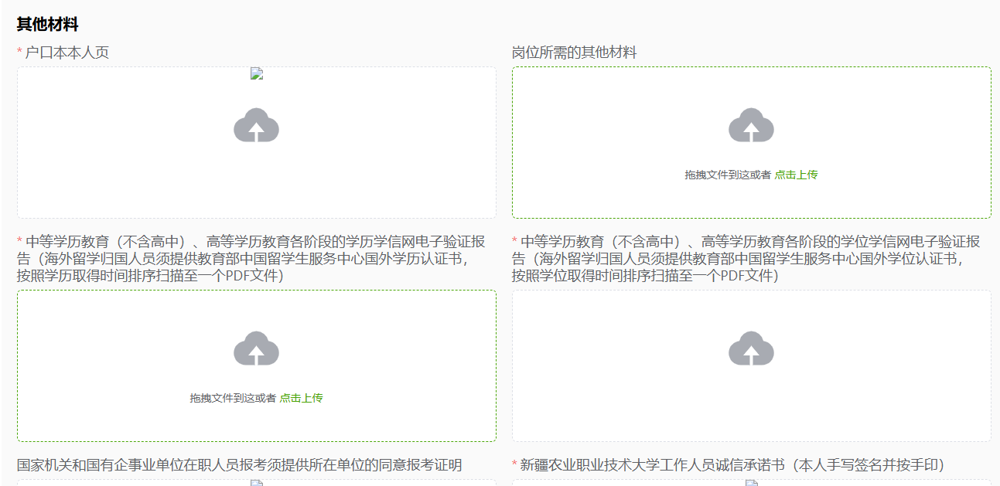 其他材料
* 户口本本人页
岗位所需的其他材料
拖拽文件到这或者 点击上传
* 中等学历教育（不含高中）、高等学历教育各阶段的学历学信网电子验证报
告（海外留学归国人员须提供教育部中国留学生服务中心国外学历认证书，
按照学历取得时间排序扫描至一个PDF文件）
* 中等学历教育（不含高中）、高等学历教育各阶段的学位学信网电子验证报
告（海外留学归国人员须提供教育部中国留学生服务中心国外学位认证书，
按照学位取得时间排序扫描至一个PDF文件）
拖拽文件到这或者 点击上传
国家机关和国有企事业单位在职人员报考须提供所在单位的同意报考证明
* 新疆农业职业技术大学工作人员诚信承诺书（本人手写签名并按手印）